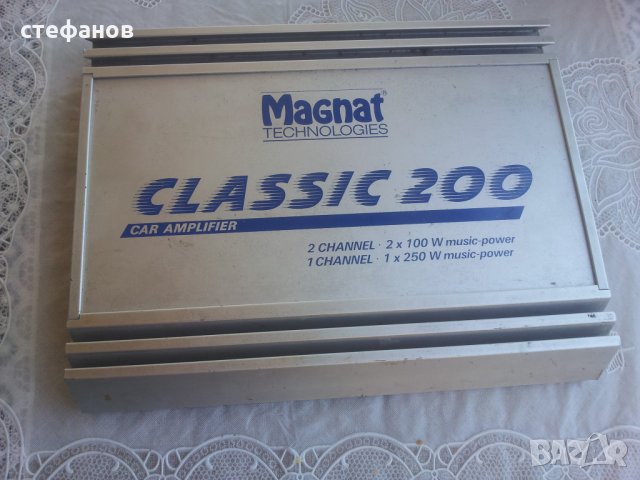 стефанов
Magnat®
TECHNOLOGIES
CLASSIC 200
CAR AMPLIFIER
2 CHANNEL · 2 x 100 W music-power
1 CHANNEL · 1 x 250 W music-power
BAZAR